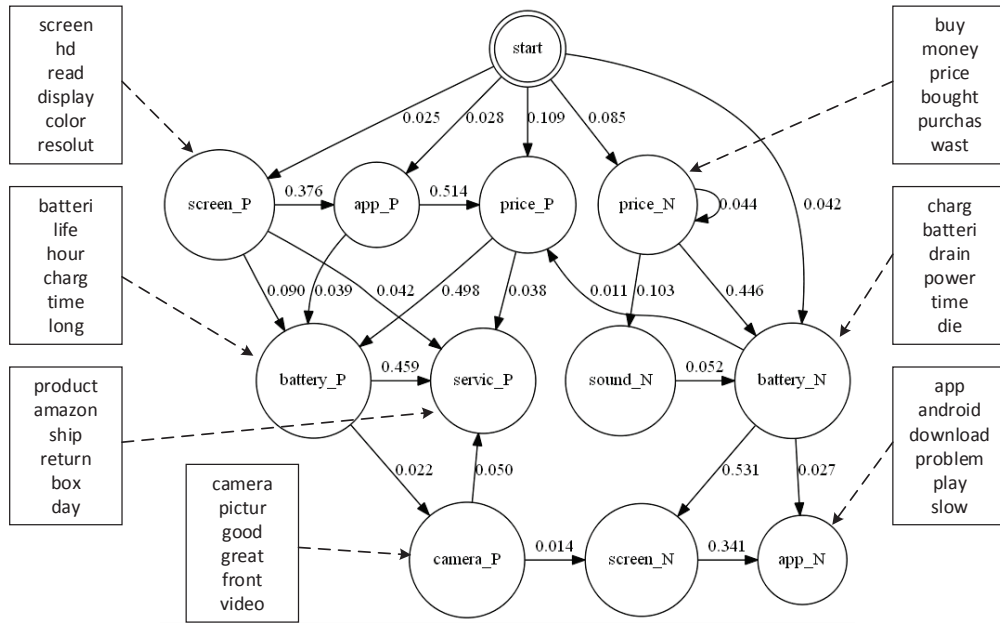 screen
hd
read
display
color
resolut
start
buy
money
price
bought
purchas
wast
0.025
0.028
0.109
0.085
screen_P
0.376
app_P
0.514
price_P
price_N
0.044
0.042
batteri
life
hour
charg
time
long
charg
batteri
drain
power
time
die
0.090
0.039
0.042
0.498
0.038
0.011
0.103
0.446
battery_P
0.459
servic_P
sound_N
0.052
battery_N
product
amazon
ship
return
box
day
app
android
download
problem
play
slow
0.022
0.050
0.531
0.027
camera
pictur
good
great
front
video
camera_P
0.014
screen_N
0.341
app_N